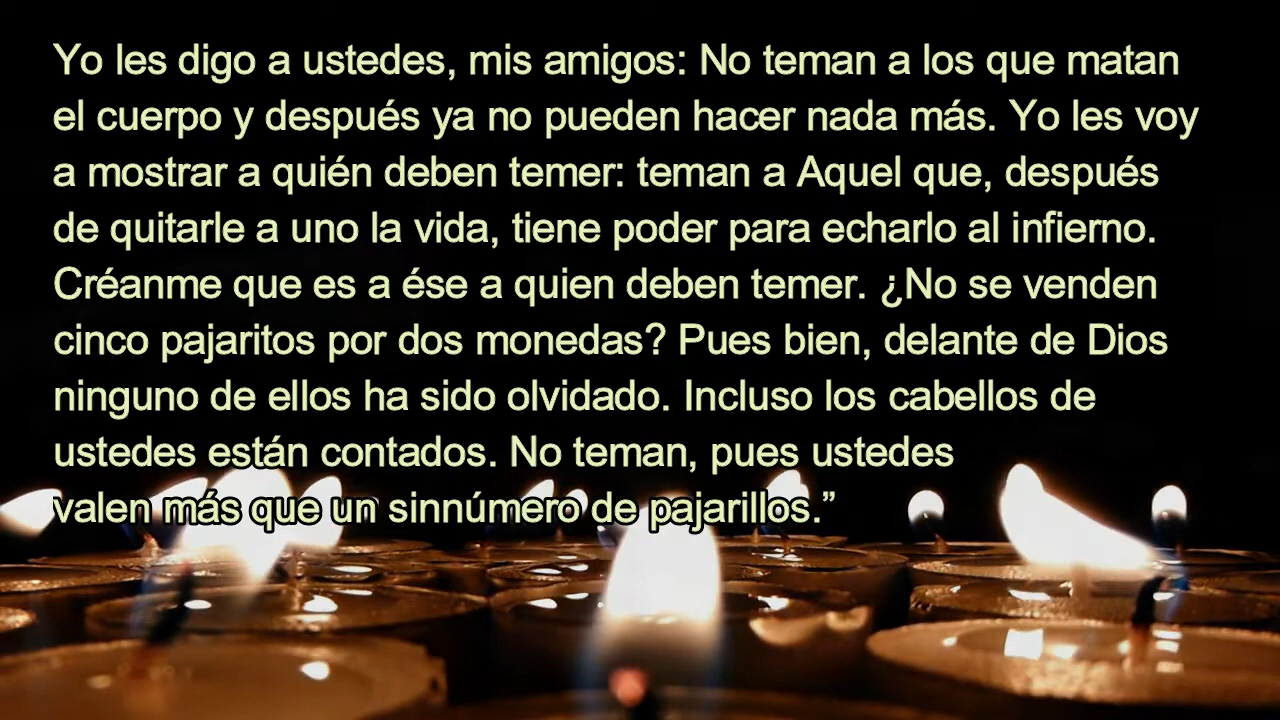 Yo les digo a ustedes, mis amigos: No teman a los que matan
el cuerpo y después ya no pueden hacer nada más. Yo les voy
a mostrar a quién deben temer: teman a Aquel que, después
de quitarle a uno la vida, tiene poder para echarlo al infierno.
Créanme que es a ése a quien deben temer. ¿No se venden
cinco pajaritos por dos monedas? Pues bien, delante de Dios
ninguno de ellos ha sido olvidado. Incluso los cabellos de
ustedes están contados. No teman, pues ustedes
valen más que un sinnúmero de pajarillos.”